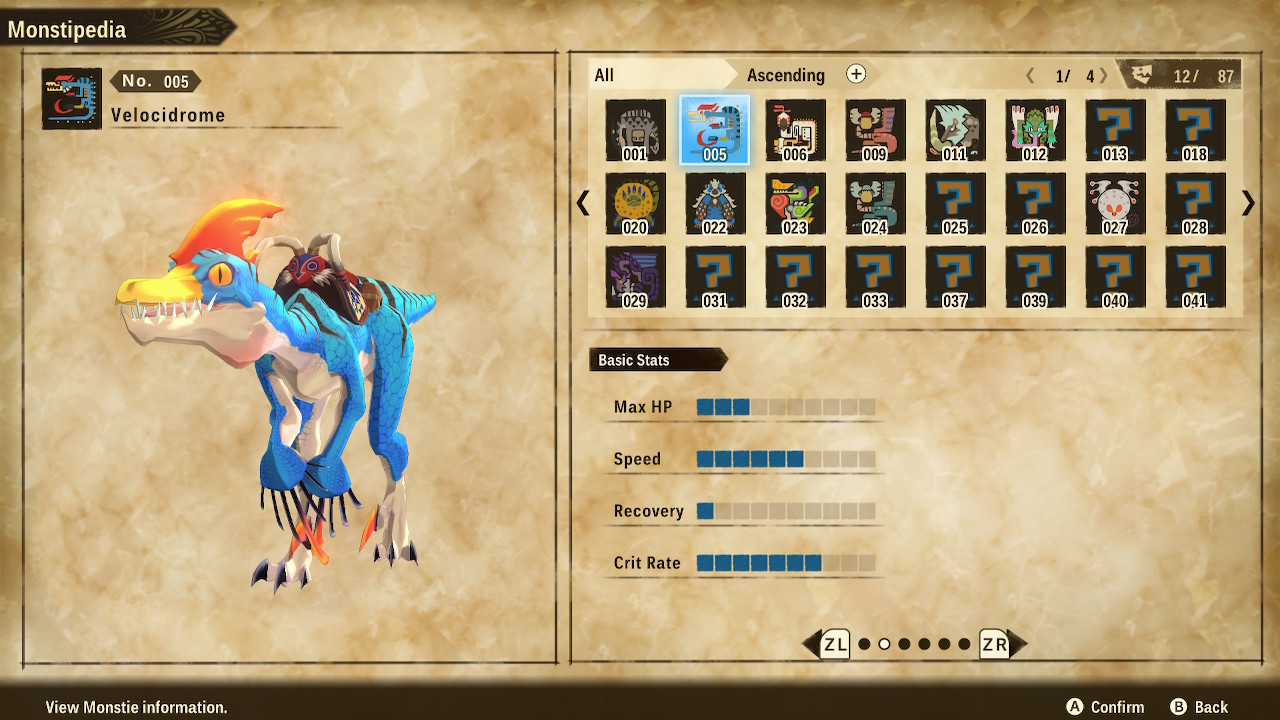 Monstipedia
No. 005
Velocidrome
All
Ascending
1/ 4
12/ 87
001 005 006 009 011 012 013 018
020 022 023 024 025 026 027 028
029 031 032 033 037 039 040 041
Basic Stats
Max HP
Speed
Recovery
Crit Rate
ZL ZR
View Monstie information.
A Confirm B Back